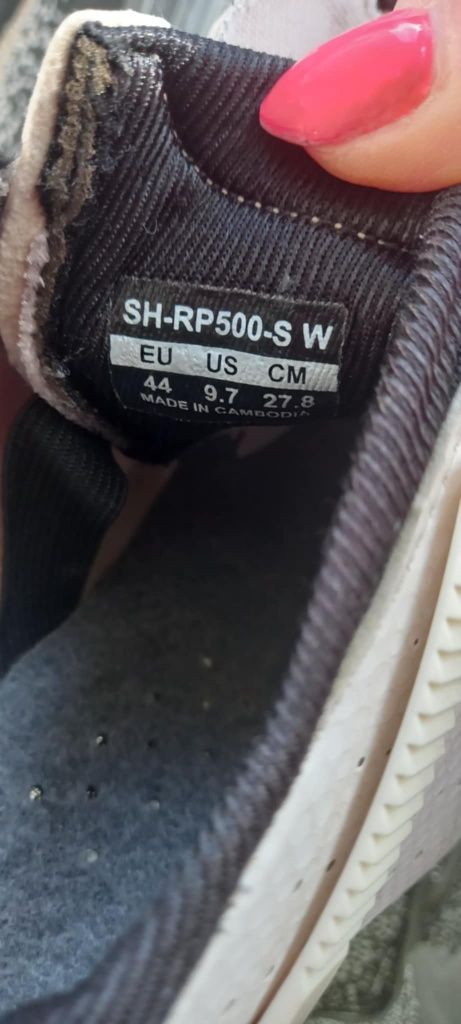 SH-RP500-S W
EU US CM
44 9.7 27.8
MADE IN CAMBODIA